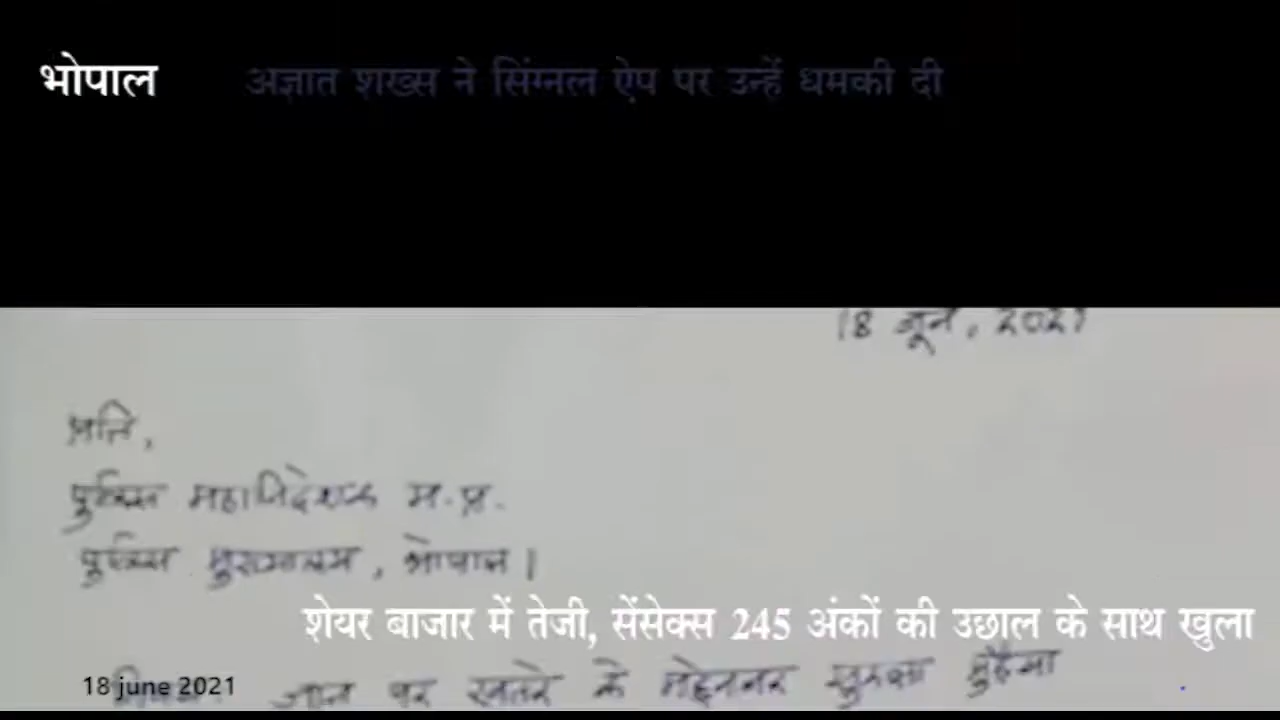 भोपाल अज्ञात शख्स ने सिंग्नल ऐप पर उन्हें धमकी दी
18 जून, 2021
प्रति,
पुलिस महानिदेशक म.प्र.
पुलिस मुख्यालय, भोपाल।
शेयर बाजार में तेजी, सेंसेक्स 245 अंकों की उछाल के साथ खुला
जान पर खतरे के मद्देनजर सुरक्षा मुहैया
18 june 2021